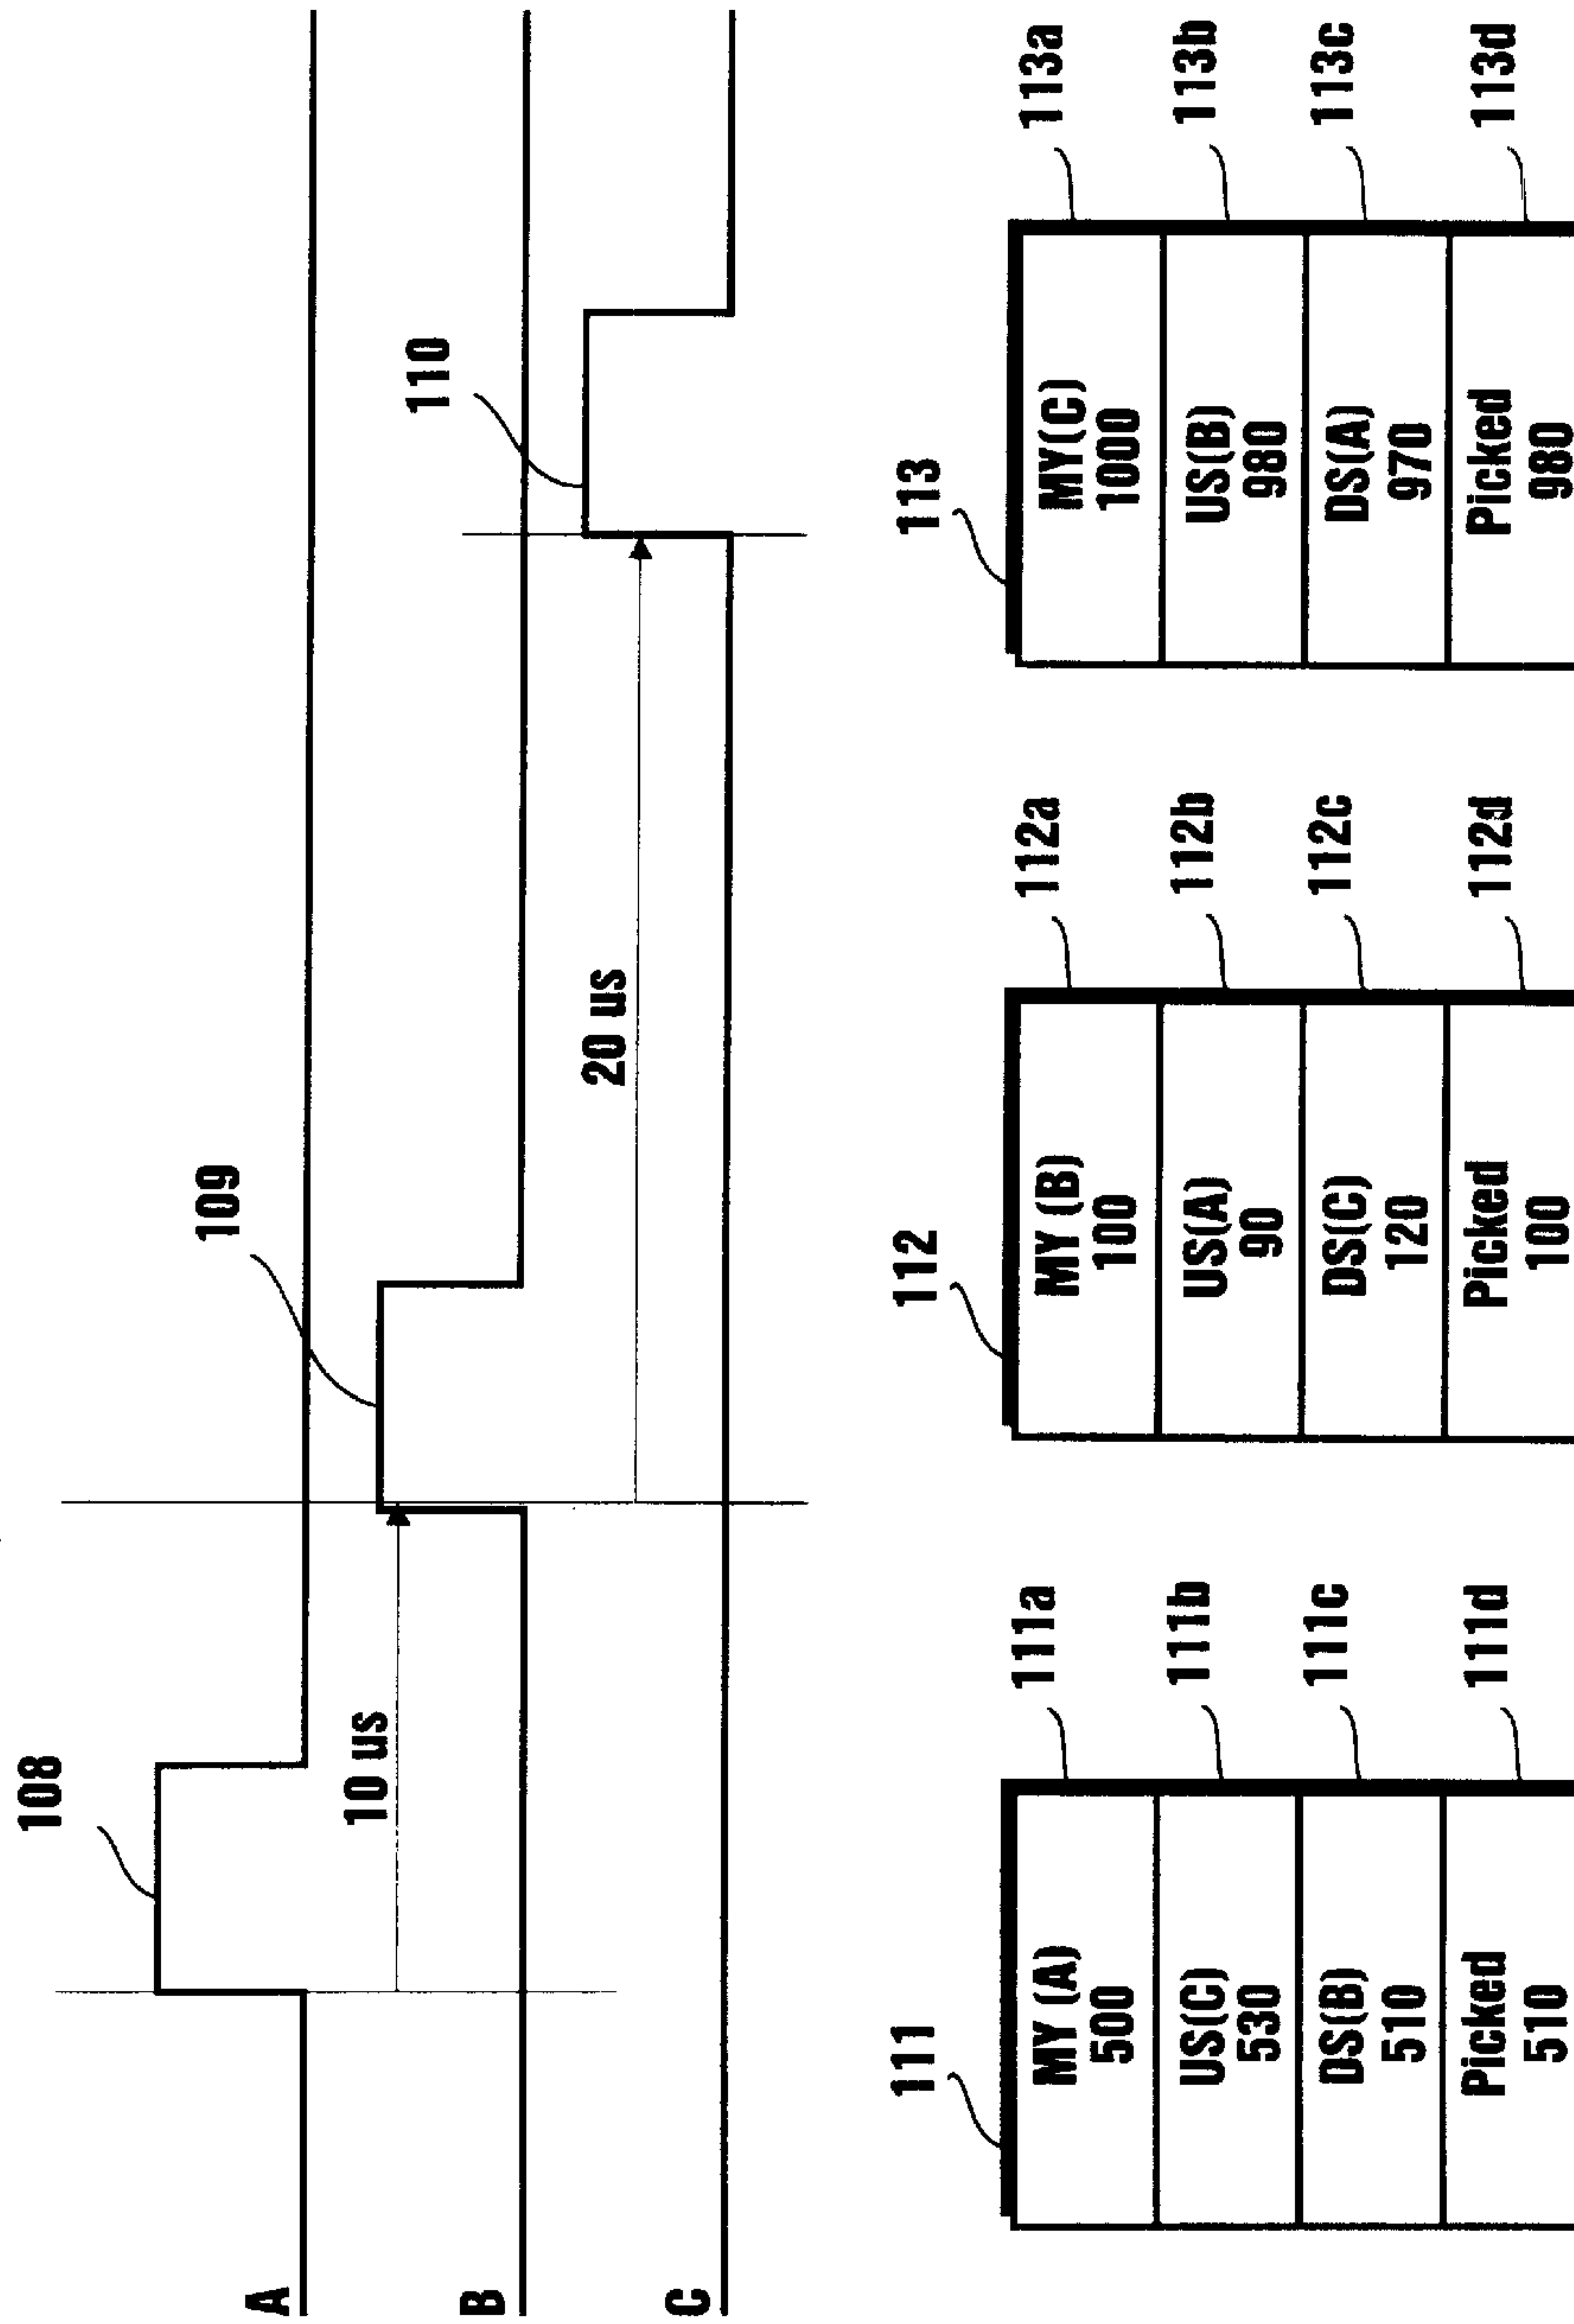 108
A
10 us
109
B
20 us
110
C
111
MY (A)
500
111a
US(C)
530
111b
DS(B)
510
111c
Picked
510
111d
112
MY (B)
100
112a
US(A)
90
112b
DS(C)
120
112c
Picked
100
112d
113
MY(C)
1000
113a
US(B)
980
113b
DS(A)
970
113c
Picked
980
113d